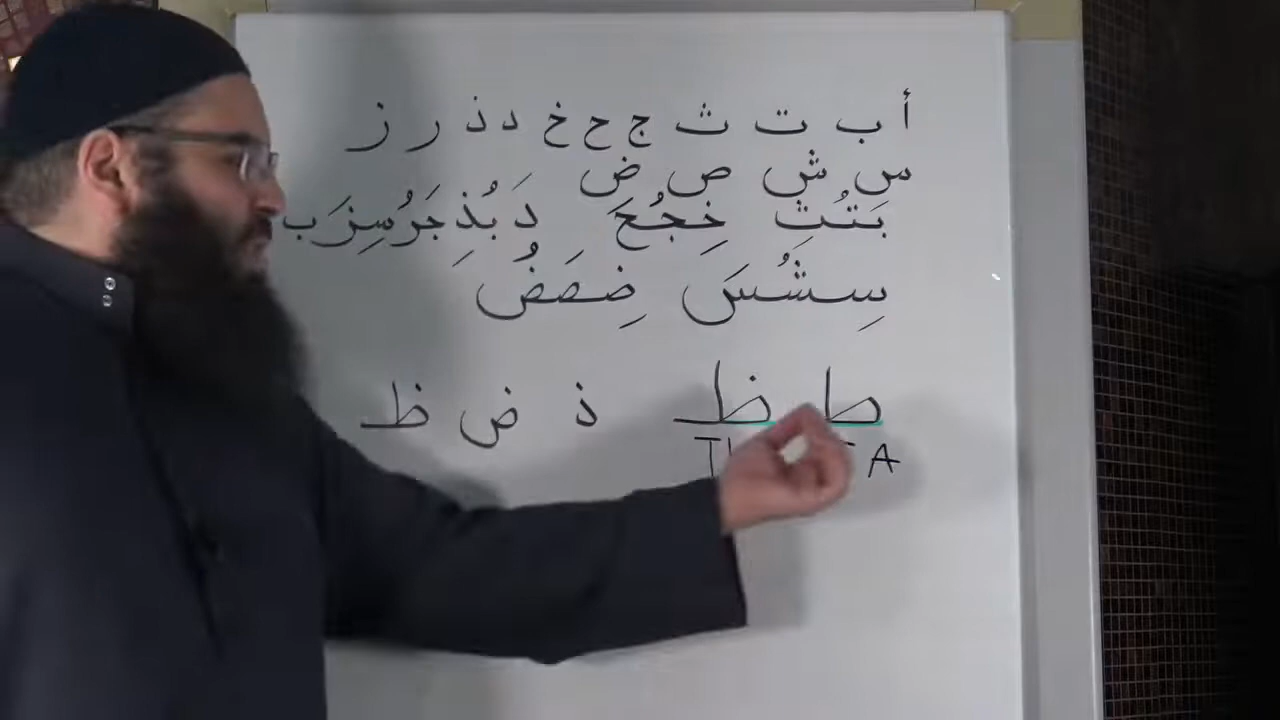 أ ب ت ث ج ح خ د ذ ر ز
س ش ص ض
بَتُثَ خِجُحَ دَ بُذِجَرُسِزَب
سِشُسَ ضِصَضُ
ط ظ ذ ض ظ
A